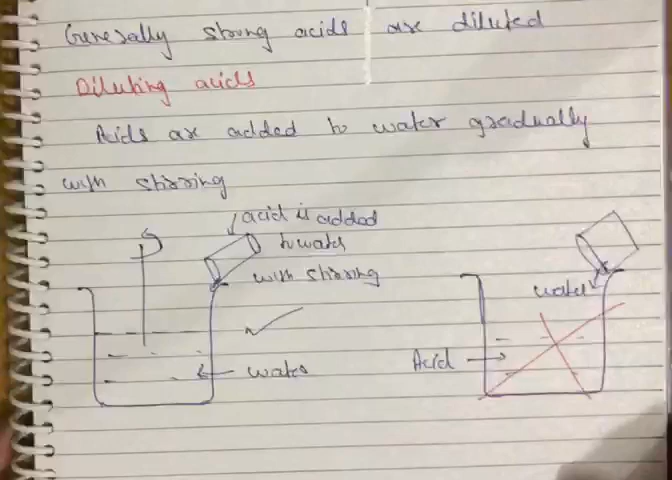 Generally strong acids are diluted
Diluting acids
Acids are added to water gradually
with stirring
acid is added
to water
with stirring
water
water
Acid